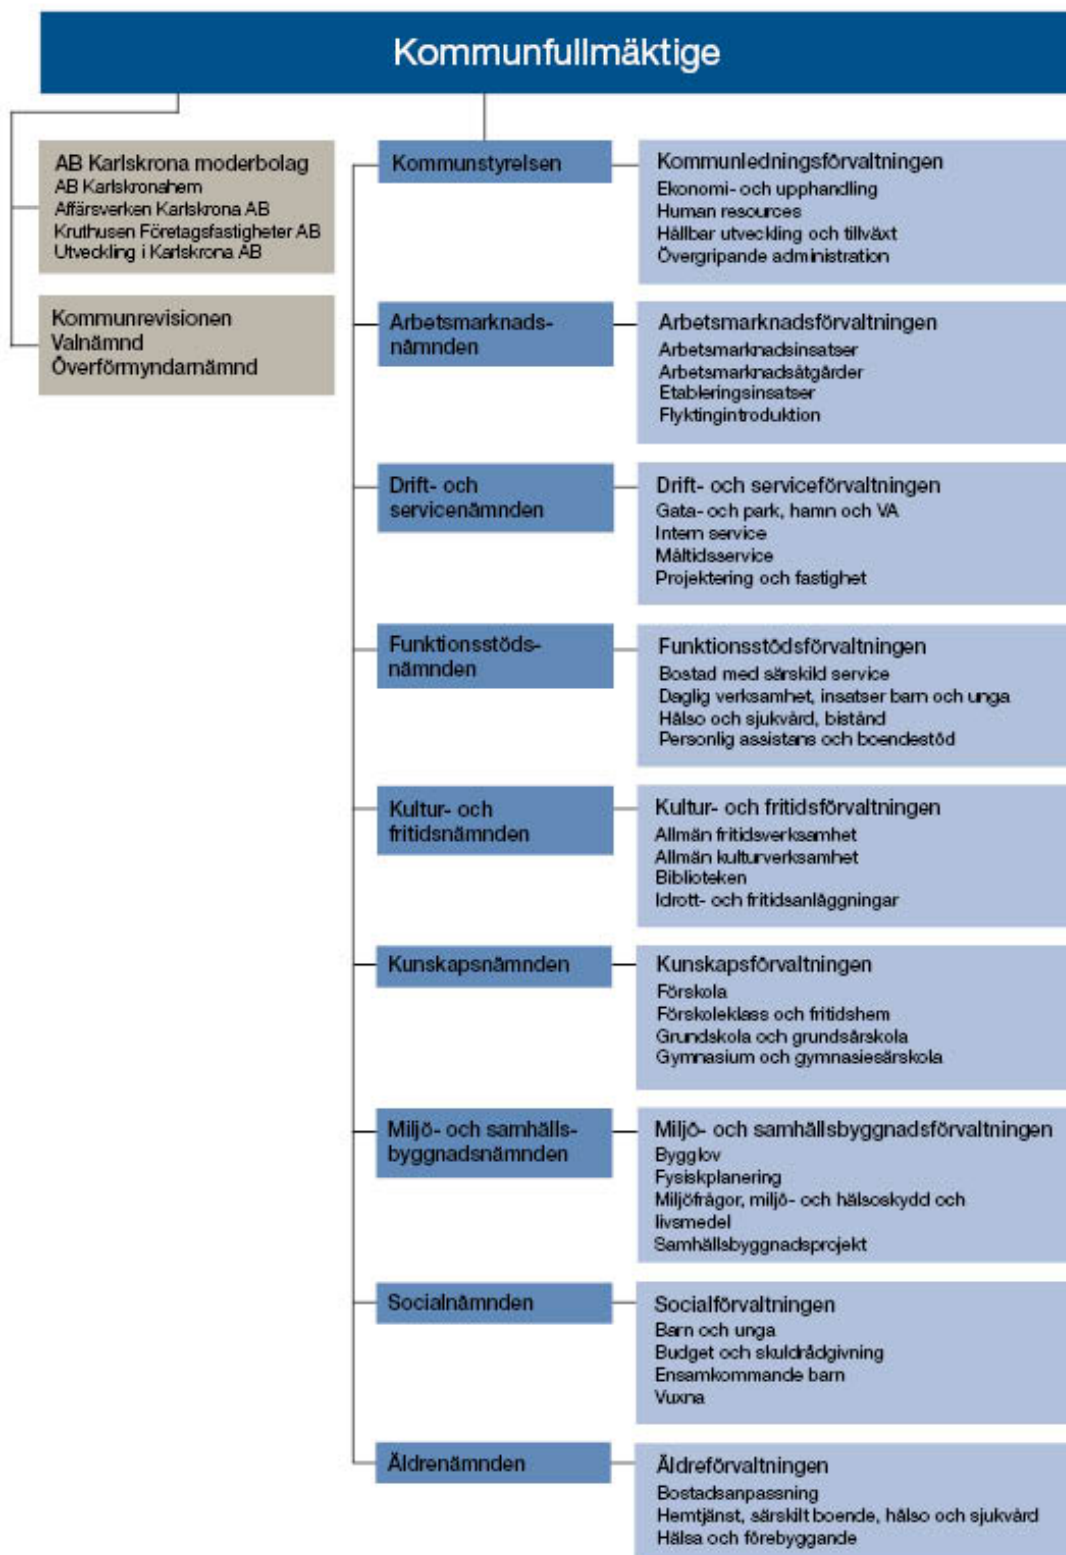 Kommunfullmäktige
AB Karlskrona moderbolag
AB Karlskronahem
Affärsverken Karlskrona AB
Kruthusen Företagsfastigheter AB
Utveckling i Karlskrona AB
Kommunrevisionen
Valnämnd
Överförmyndarnämnd
Kommunstyrelsen
Kommunledningsförvaltningen
Ekonomi- och upphandling
Human resources
Hållbar utveckling och tillväxt
Övergripande administration
Arbetsmarknads-
nämnden
Arbetsmarknadsförvaltningen
Arbetsmarknadsinsatser
Arbetsmarknadsåtgärder
Etableringsinsatser
Flyktingintroduktion
Drift- och
servicenämnden
Drift- och serviceförvaltningen
Gata- och park, hamn och VA
Intern service
Måltidsservice
Projektering och fastighet
Funktionsstöds-
nämnden
Funktionsstödsförvaltningen
Bostad med särskild service
Daglig verksamhet, insatser barn och unga
Hälso och sjukvård, bistånd
Personlig assistans och boendestöd
Kultur- och
fritidsnämnden
Kultur- och fritidsförvaltningen
Allmän fritidsverksamhet
Allmän kulturverksamhet
Biblioteken
Idrott- och fritidsanläggningar
Kunskapsnämnden
Kunskapsförvaltningen
Förskola
Förskoleklass och fritidshem
Grundskola och grundsärskola
Gymnasium och gymnasiesärskola
Miljö- och samhälls-
byggnadsnämnden
Miljö- och samhällsbyggnadsförvaltningen
Bygglov
Fysiskplanering
Miljöfrågor, miljö- och hälsoskydd och
livsmedel
Samhällsbyggnadsprojekt
Socialnämnden
Socialförvaltningen
Barn och unga
Budget och skuldrådgivning
Ensamkommande barn
Vuxna
Äldrenämnden
Äldreförvaltningen
Bostadsanpassning
Hemtjänst, särskilt boende, hälso och sjukvård
Hälsa och förebyggande